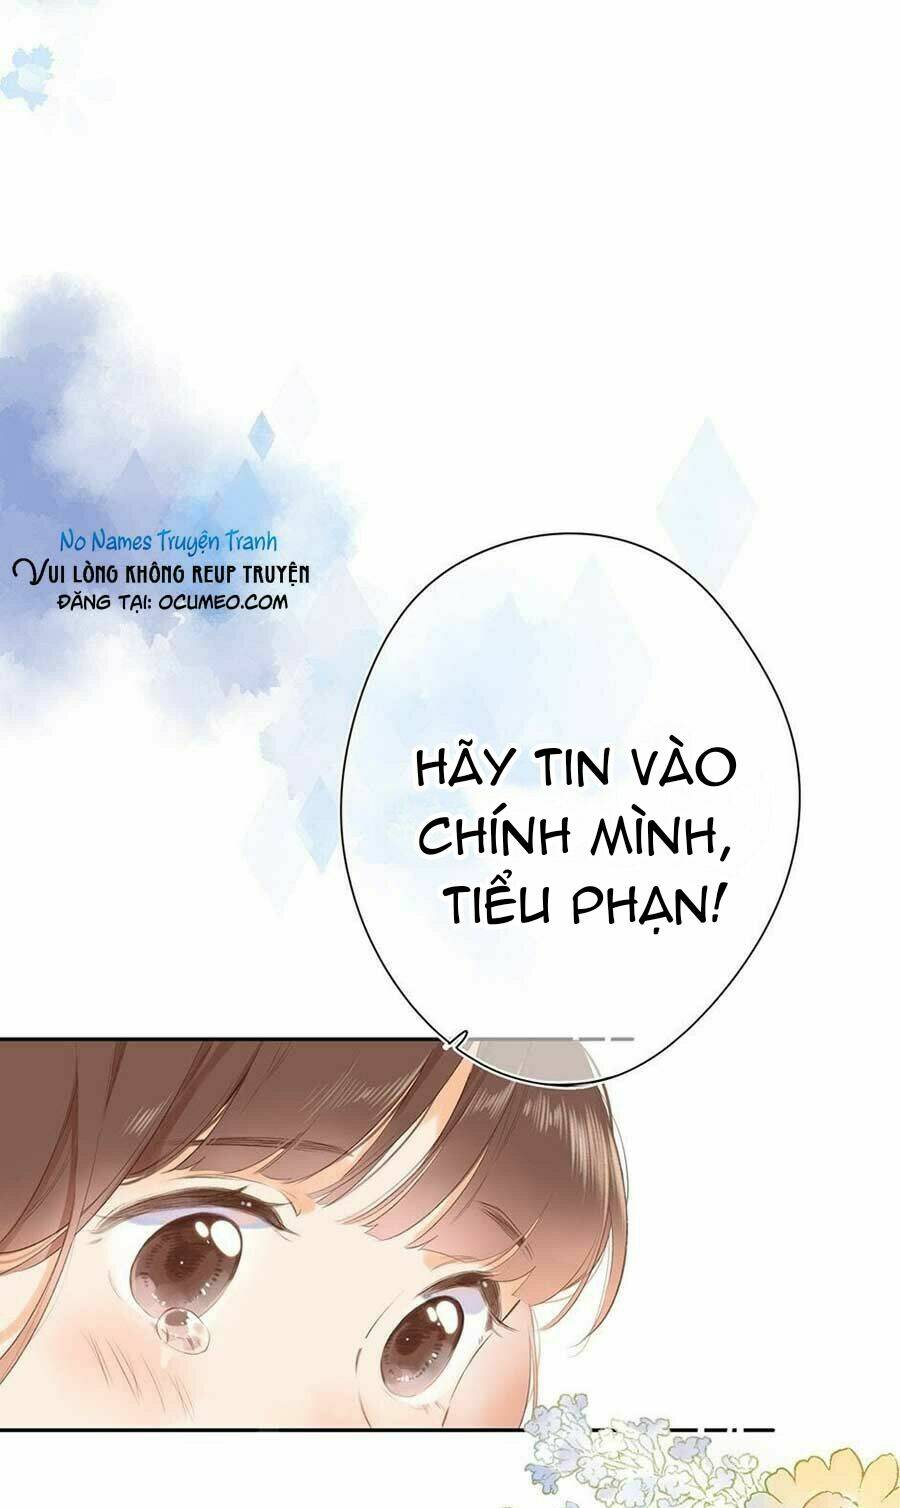 No Names Truyện Tranh
VUI LÒNG KHÔNG REUP TRUYỆN
ĐĂNG TẠI: OCUMEO.COM
HÃY TIN VÀO
CHÍNH MÌNH,
TIỂU PHẠN!